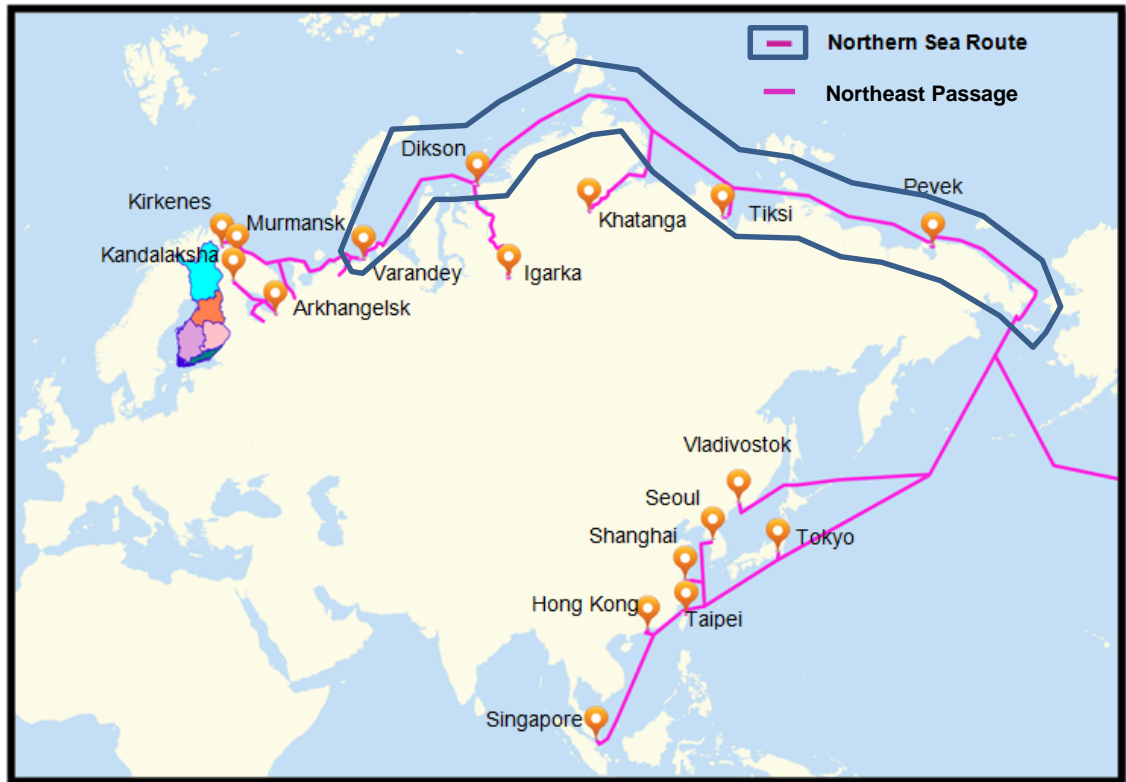 Northern Sea Route
Northeast Passage
Dikson
Pevek
Kirkenes
Murmansk
Khatanga
Tiksi
Kandalaksha
Varandey
Igarka
Arkhangelsk
Vladivostok
Seoul
Shanghai
Tokyo
Hong Kong
Taipei
Singapore